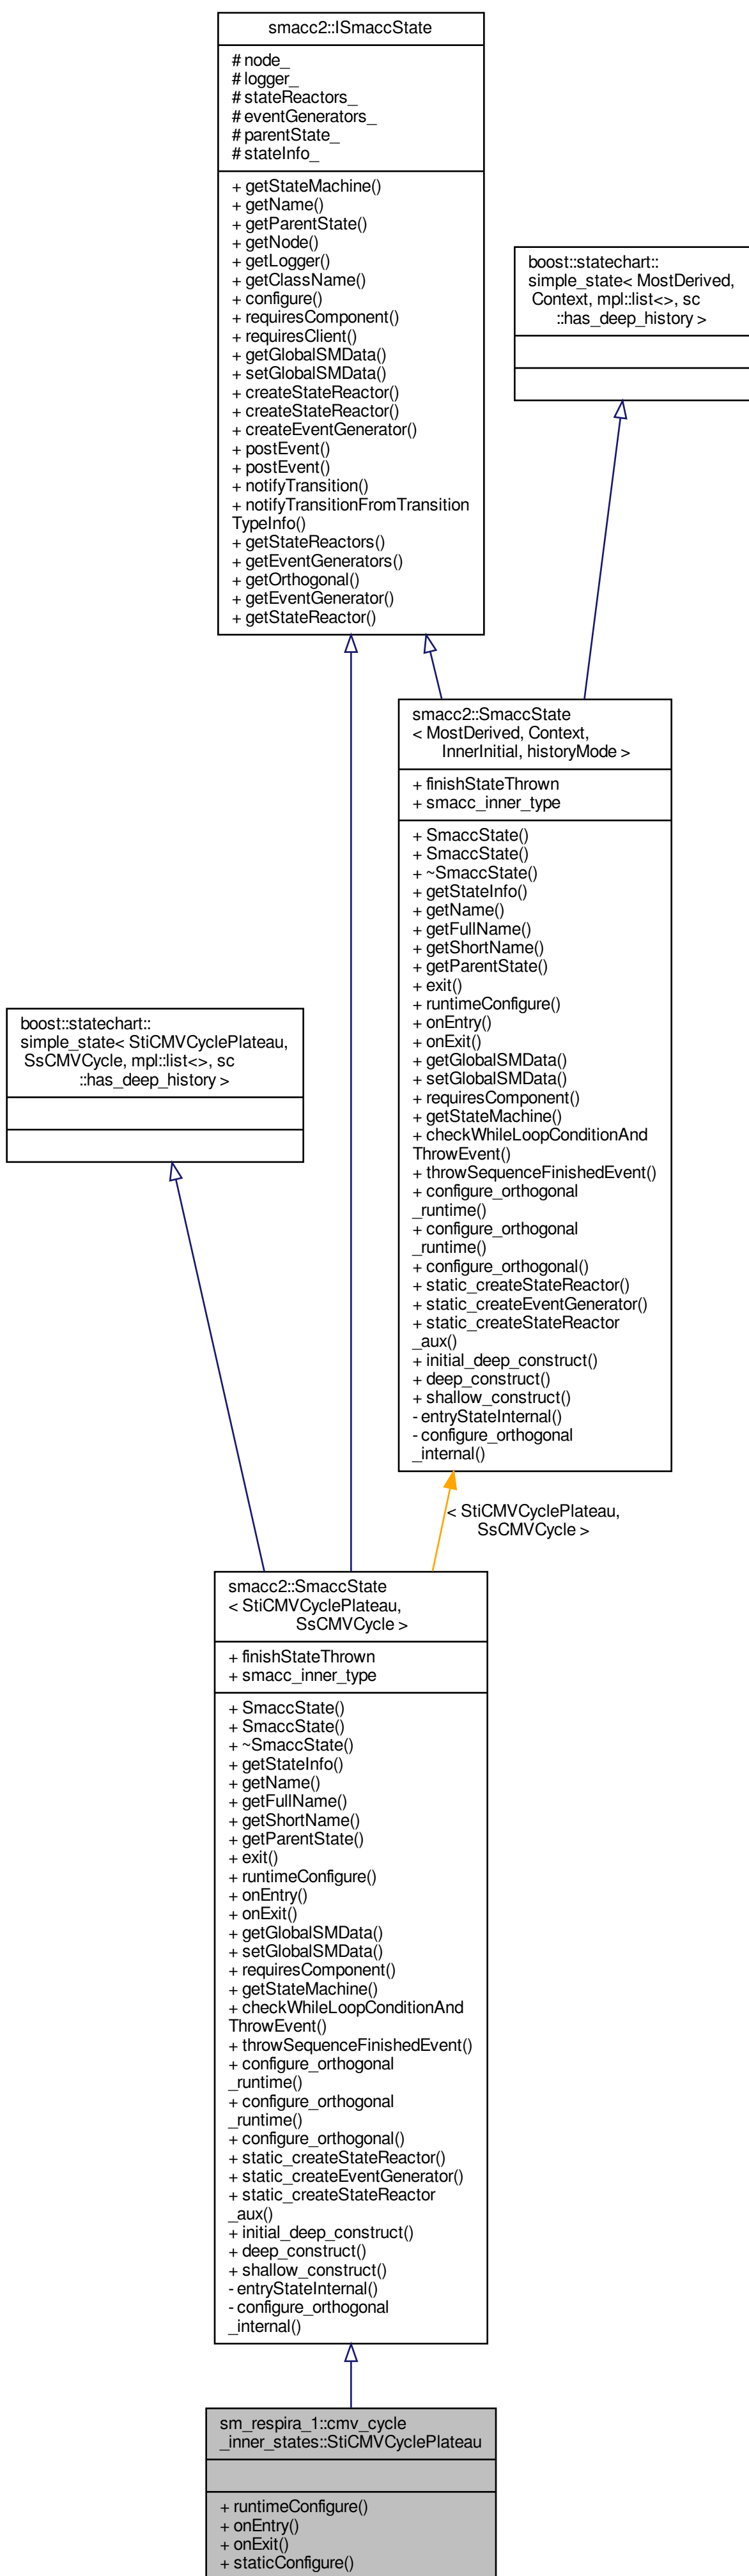 smacc2::ISmaccState
# node_
# logger_
# stateReactors_
# eventGenerators_
# parentState_
# stateInfo_
+ getStateMachine()
+ getName()
+ getParentState()
+ getNode()
+ getLogger()
+ getClassName()
+ configure()
+ requiresComponent()
+ requiresClient()
+ getGlobalSMData()
+ setGlobalSMData()
+ createStateReactor()
+ createStateReactor()
+ createEventGenerator()
+ postEvent()
+ postEvent()
+ notifyTransition()
+ notifyTransitionFromTransition
TypeInfo()
+ getStateReactors()
+ getEventGenerators()
+ getOrthogonal()
+ getEventGenerator()
+ getStateReactor()
boost::statechart::
simple_state< MostDerived,
Context, mpl::list<>, sc
::has_deep_history >
smacc2::SmaccState
< MostDerived, Context,
InnerInitial, historyMode >
+ finishStateThrown
+ smacc_inner_type
+ SmaccState()
+ SmaccState()
+ ~SmaccState()
+ getStateInfo()
+ getName()
+ getFullName()
+ getShortName()
+ getParentState()
+ exit()
+ runtimeConfigure()
+ onEntry()
+ onExit()
+ getGlobalSMData()
+ setGlobalSMData()
+ requiresComponent()
+ getStateMachine()
+ checkWhileLoopConditionAnd
ThrowEvent()
+ throwSequenceFinishedEvent()
+ configure_orthogonal
_runtime()
+ configure_orthogonal
_runtime()
+ configure_orthogonal()
+ static_createStateReactor()
+ static_createEventGenerator()
+ static_createStateReactor
_aux()
+ initial_deep_construct()
+ deep_construct()
+ shallow_construct()
- entryStateInternal()
- configure_orthogonal
_internal()
boost::statechart::
simple_state< StiCMVCyclePlateau,
SsCMVCycle, mpl::list<>, sc
::has_deep_history >
< StiCMVCyclePlateau,
SsCMVCycle >
smacc2::SmaccState
< StiCMVCyclePlateau,
SsCMVCycle >
+ finishStateThrown
+ smacc_inner_type
+ SmaccState()
+ SmaccState()
+ ~SmaccState()
+ getStateInfo()
+ getName()
+ getFullName()
+ getShortName()
+ getParentState()
+ exit()
+ runtimeConfigure()
+ onEntry()
+ onExit()
+ getGlobalSMData()
+ setGlobalSMData()
+ requiresComponent()
+ getStateMachine()
+ checkWhileLoopConditionAnd
ThrowEvent()
+ throwSequenceFinishedEvent()
+ configure_orthogonal
_runtime()
+ configure_orthogonal
_runtime()
+ configure_orthogonal()
+ static_createStateReactor()
+ static_createEventGenerator()
+ static_createStateReactor
_aux()
+ initial_deep_construct()
+ deep_construct()
+ shallow_construct()
- entryStateInternal()
- configure_orthogonal
_internal()
sm_respira_1::cmv_cycle
_inner_states::StiCMVCyclePlateau
+ runtimeConfigure()
+ onEntry()
+ onExit()
+ staticConfigure()